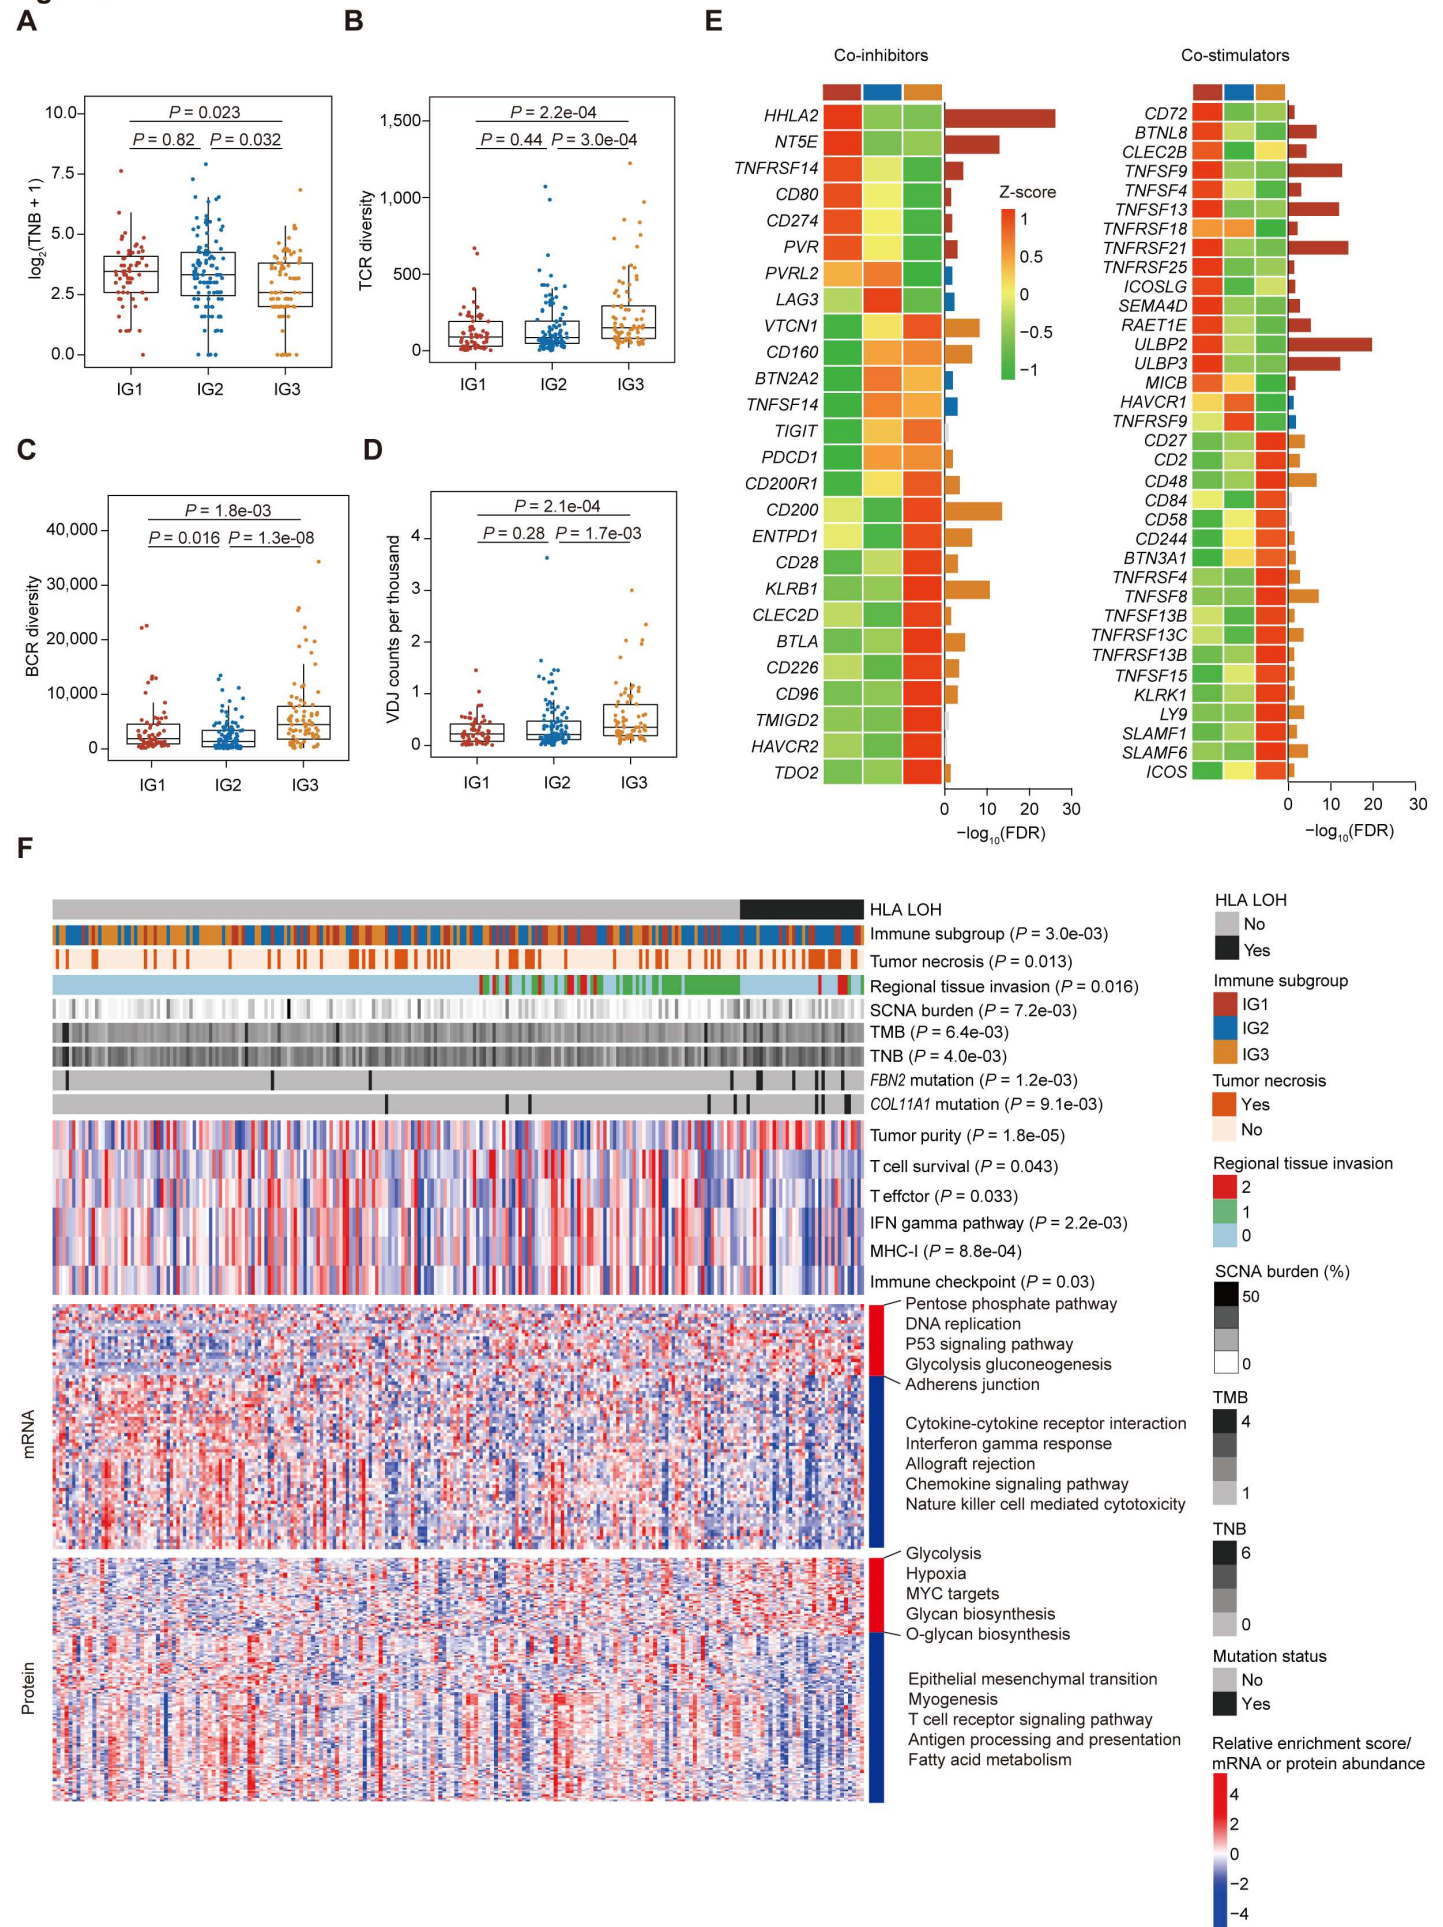 A
10.0
7.5
5.0
2.5
0.0
log2(TNB + 1)
P = 0.023
P = 0.82
P = 0.032
IG1
IG2
IG3
B
1,500
1,000
500
0
TCR diversity
P = 2.2e-04
P = 0.44
P = 3.0e-04
IG1
IG2
IG3
C
40,000
30,000
20,000
10,000
0
BCR diversity
P = 1.8e-03
P = 0.016
P = 1.3e-08
IG1
IG2
IG3
D
4
3
2
1
0
VDJ counts per thousand
P = 2.1e-04
P = 0.28
P = 1.7e-03
IG1
IG2
IG3
E
Co-inhibitors
HHLA2
NT5E
TNFRSF14
CD80
CD274
PVR
PVRL2
LAG3
VTCN1
CD160
BTN2A2
TNFSF14
TIGIT
PDCD1
CD200R1
CD200
ENTPD1
CD28
KLRB1
CLEC2D
BTLA
CD226
CD96
TMIGD2
HAVCR2
TDO2
0 10 20 30
−log10(FDR)
Z-score
1
0.5
0
−0.5
−1
Co-stimulators
CD72
BTNL8
CLEC2B
TNFSF9
TNFSF4
TNFSF13
TNFRSF18
TNFRSF21
TNFRSF25
ICOSLG
SEMA4D
RAET1E
ULBP2
ULBP3
MICB
HAVCR1
TNFRSF9
CD27
CD2
CD48
CD84
CD58
CD244
BTN3A1
TNFRSF4
TNFSF8
TNFSF13B
TNFRSF13C
TNFRSF13B
TNFSF15
KLRK1
LY9
SLAMF1
SLAMF6
ICOS
0 10 20 30
−log10(FDR)
F
HLA LOH
Immune subgroup (P = 3.0e-03)
Tumor necrosis (P = 0.013)
Regional tissue invasion (P = 0.016)
SCNA burden (P = 7.2e-03)
TMB (P = 6.4e-03)
TNB (P = 4.0e-03)
FBN2 mutation (P = 1.2e-03)
COL11A1 mutation (P = 9.1e-03)
Tumor purity (P = 1.8e-05)
T cell survival (P = 0.043)
T effctor (P = 0.033)
IFN gamma pathway (P = 2.2e-03)
MHC-I (P = 8.8e-04)
Immune checkpoint (P = 0.03)
mRNA
Pentose phosphate pathway
DNA replication
P53 signaling pathway
Glycolysis gluconeogenesis
Adherens junction
Cytokine-cytokine receptor interaction
Interferon gamma response
Allograft rejection
Chemokine signaling pathway
Nature killer cell mediated cytotoxicity
Protein
Glycolysis
Hypoxia
MYC targets
Glycan biosynthesis
O-glycan biosynthesis
Epithelial mesenchymal transition
Myogenesis
T cell receptor signaling pathway
Antigen processing and presentation
Fatty acid metabolism
HLA LOH
No
Yes
Immune subgroup
IG1
IG2
IG3
Tumor necrosis
Yes
No
Regional tissue invasion
2
1
0
SCNA burden (%)
50
0
TMB
4
1
TNB
6
0
Mutation status
No
Yes
Relative enrichment score/
mRNA or protein abundance
4
2
0
−2
−4